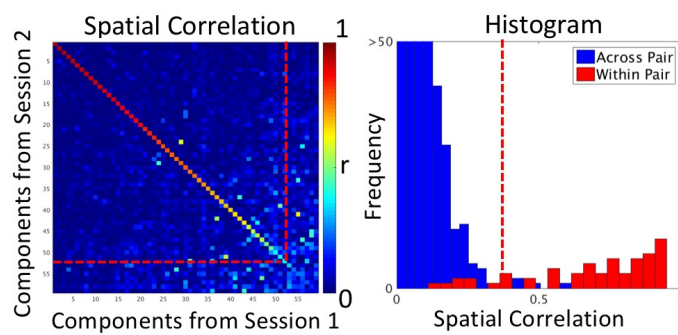 Spatial Correlation
Components from Session 2
5
10
15
20
25
30
35
40
45
50
55
5 10 15 20 25 30 35 40 45 50 55
Components from Session 1
1
r
0
Histogram
>50
Frequency
0
Across Pair
Within Pair
0 0.5
Spatial Correlation